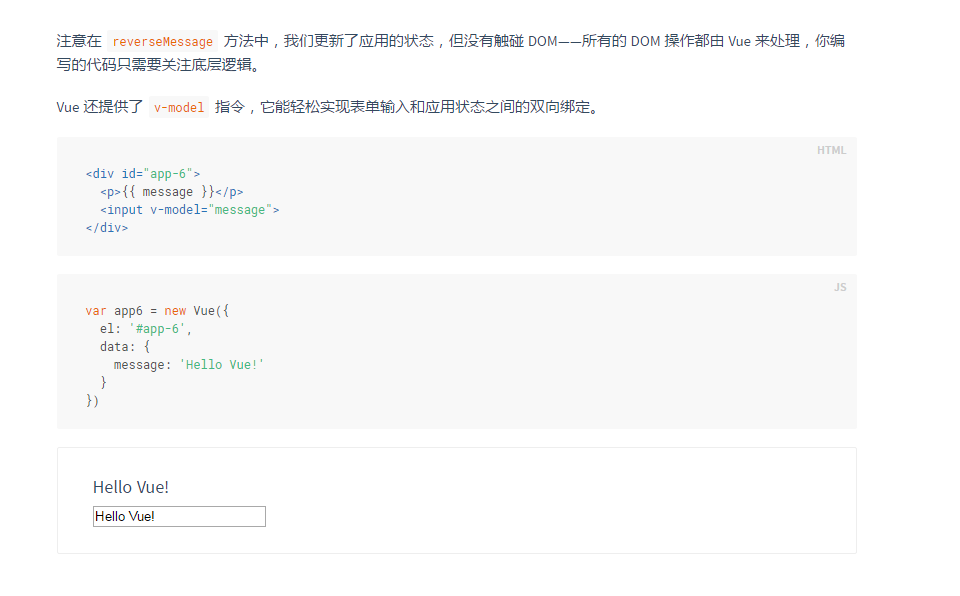 注意在 reverseMessage 方法中，我们更新了应用的状态，但没有触碰 DOM——所有的 DOM 操作都由 Vue 来处理，你编
写的代码只需要关注底层逻辑。
Vue 还提供了 v-model 指令，它能轻松实现表单输入和应用状态之间的双向绑定。
HTML
<div id="app-6">
  <p>{{ message }}</p>
  <input v-model="message">
</div>
JS
var app6 = new Vue({
  el: '#app-6',
  data: {
    message: 'Hello Vue!'
  }
})
Hello Vue!
Hello Vue!